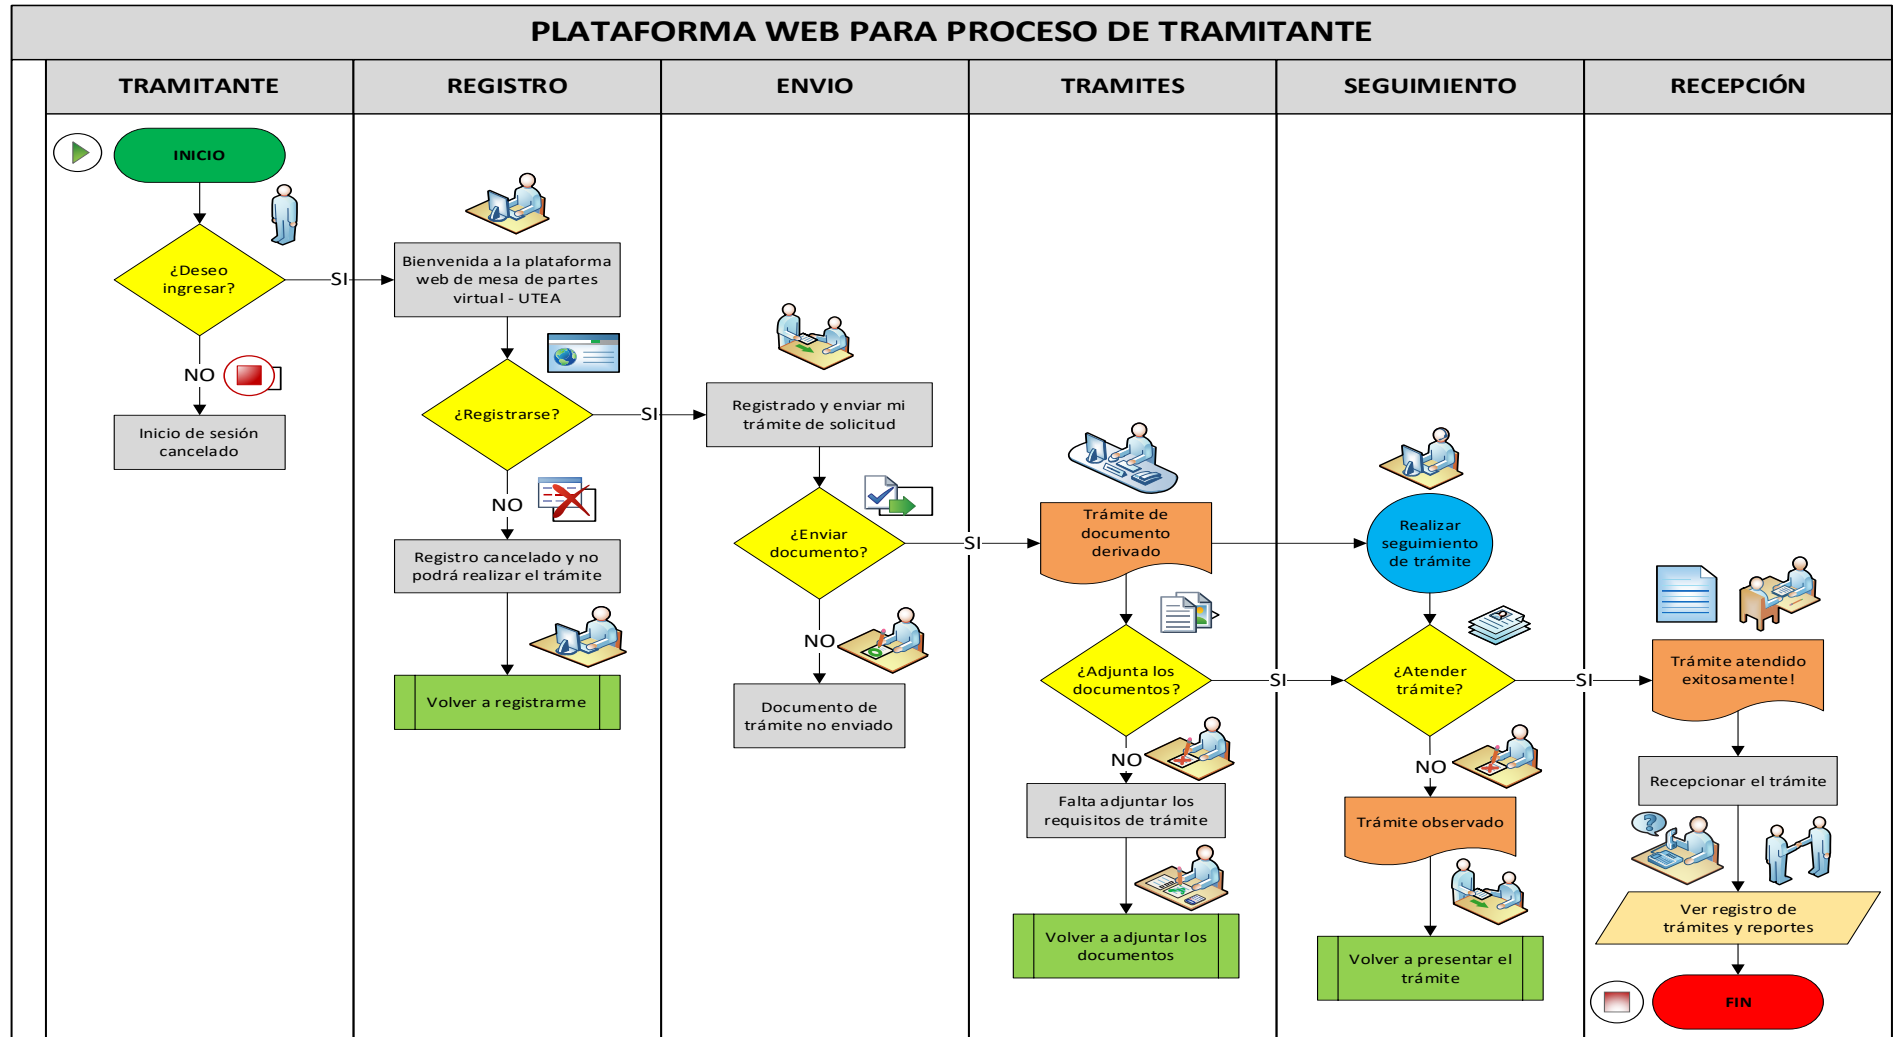 PLATAFORMA WEB PARA PROCESO DE TRAMITANTE
TRAMITANTE
REGISTRO
ENVIO
TRAMITES
SEGUIMIENTO
RECEPCIÓN
INICIO
¿Deseo
ingresar?
SI
NO
Inicio de sesión
cancelado
Bienvenida a la plataforma
web de mesa de partes
virtual - UTEA
¿Registrarse?
SI
NO
Registro cancelado y no
podrá realizar el trámite
Volver a registrarme
Registrado y enviar mi
trámite de solicitud
¿Enviar
documento?
SI
NO
Documento de
trámite no enviado
Trámite de
documento
derivado
¿Adjunta los
documentos?
SI
NO
Falta adjuntar los
requisitos de trámite
Volver a adjuntar los
documentos
Realizar
seguimiento
de trámite
¿Atender
trámite?
SI
NO
Trámite observado
Volver a presentar el
trámite
Trámite atendido
exitosamente!
Recepcionar el trámite
Ver registro de
trámites y reportes
FIN